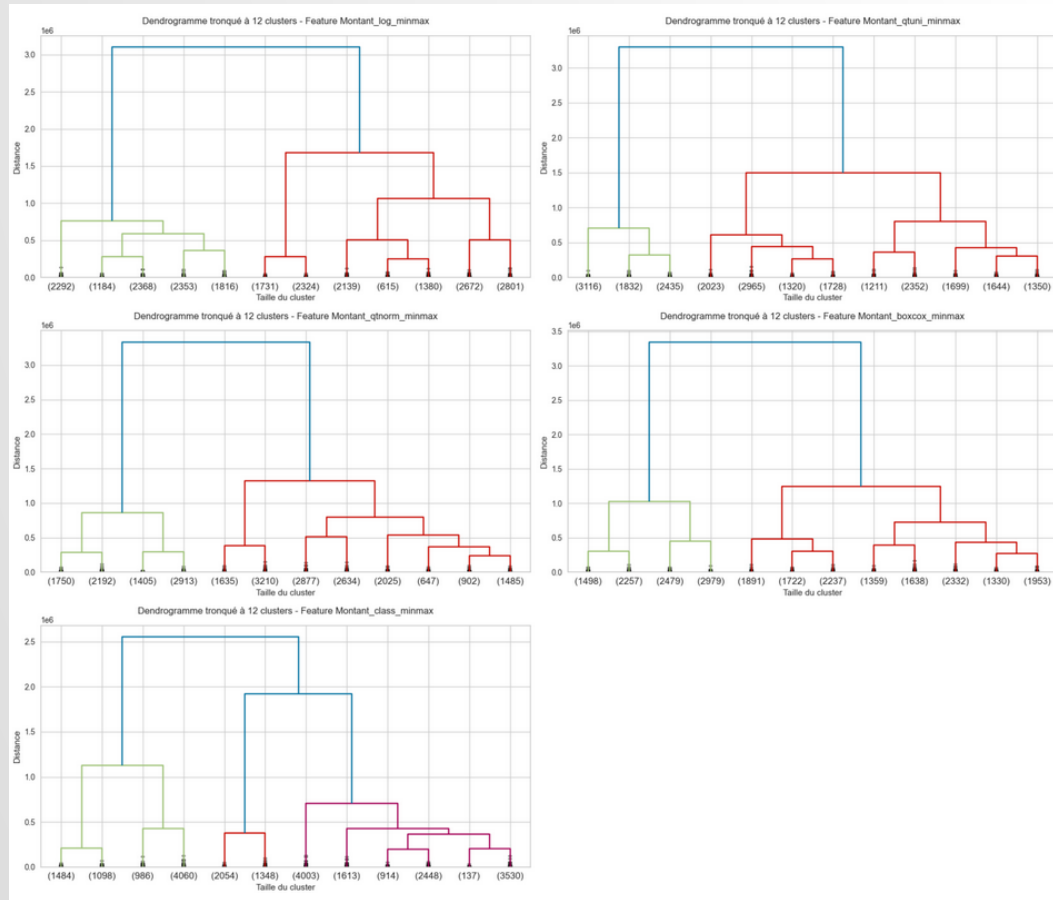 Dendrogramme tronqué à 12 clusters - Feature Montant_log_minmax
1e6
3.0
2.5
2.0
1.5
1.0
0.5
0.0
Distance
(2292) (1184) (2368) (2353) (1816) (1731) (2324) (2139) (615) (1380) (2672) (2801)
Taille du cluster
Dendrogramme tronqué à 12 clusters - Feature Montant_qtuni_minmax
1e6
3.0
2.5
2.0
1.5
1.0
0.5
0.0
Distance
(3116) (1832) (2435) (2023) (2965) (1320) (1728) (1211) (2352) (1699) (1644) (1350)
Taille du cluster
Dendrogramme tronqué à 12 clusters - Feature Montant_qtnorm_minmax
1e6
3.0
2.5
2.0
1.5
1.0
0.5
0.0
Distance
(1750) (2192) (1405) (2913) (1635) (3210) (2877) (2634) (2025) (647) (902) (1485)
Taille du cluster
Dendrogramme tronqué à 12 clusters - Feature Montant_boxcox_minmax
1e6
3.5
3.0
2.5
2.0
1.5
1.0
0.5
0.0
Distance
(1498) (2257) (2479) (2979) (1891) (1722) (2237) (1359) (1638) (2332) (1330) (1953)
Taille du cluster
Dendrogramme tronqué à 12 clusters - Feature Montant_class_minmax
1e6
2.5
2.0
1.5
1.0
0.5
0.0
Distance
(1484) (1098) (986) (4060) (2054) (1348) (4003) (1613) (914) (2448) (137) (3530)
Taille du cluster